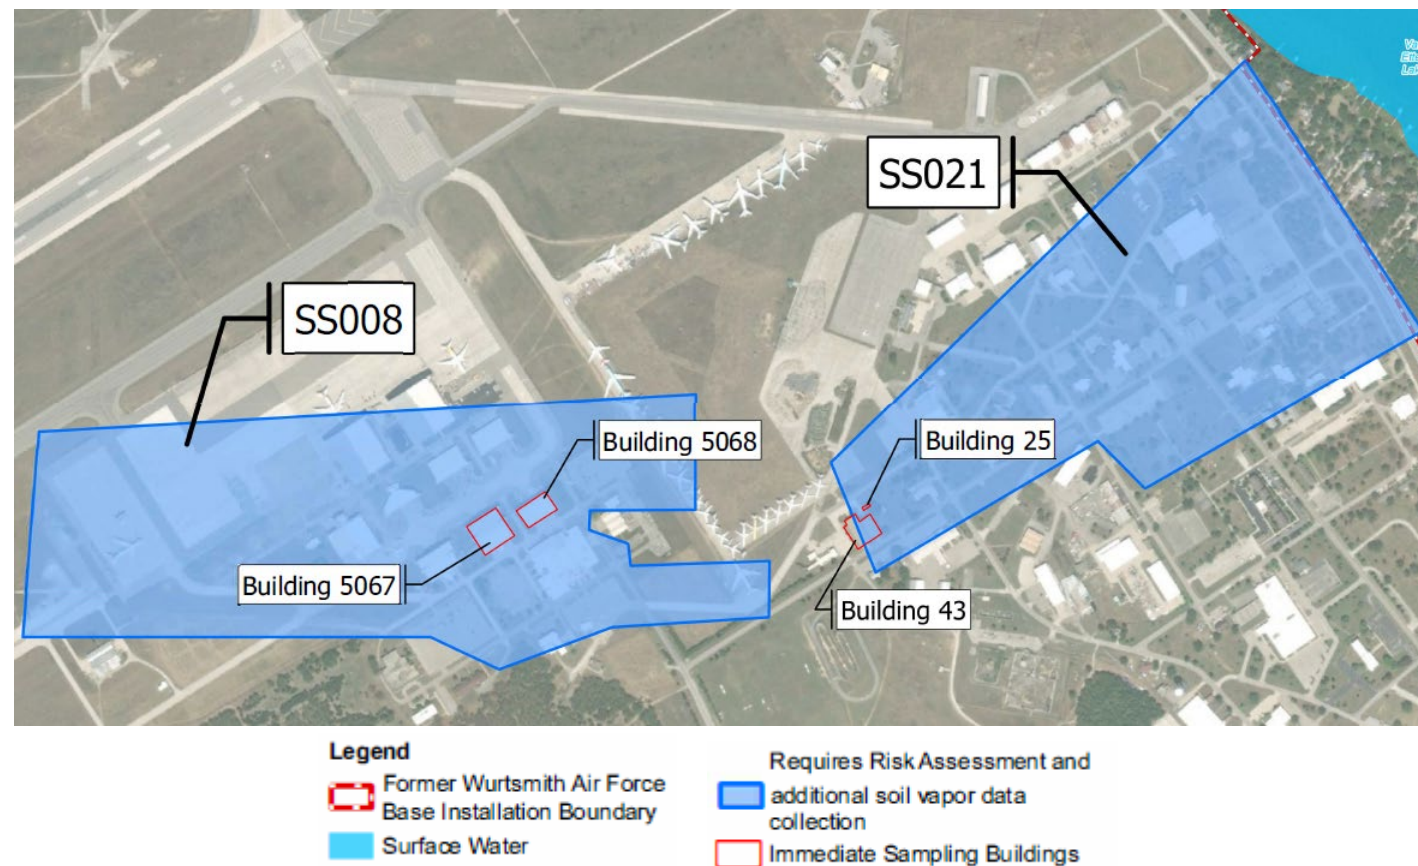 SS021
SS008
Building 5068
Building 25
Building 5067
Building 43
Legend
Former Wurtsmith Air Force
Base Installation Boundary
Surface Water
Requires Risk Assessment and
additional soil vapor data
collection
Immediate Sampling Buildings